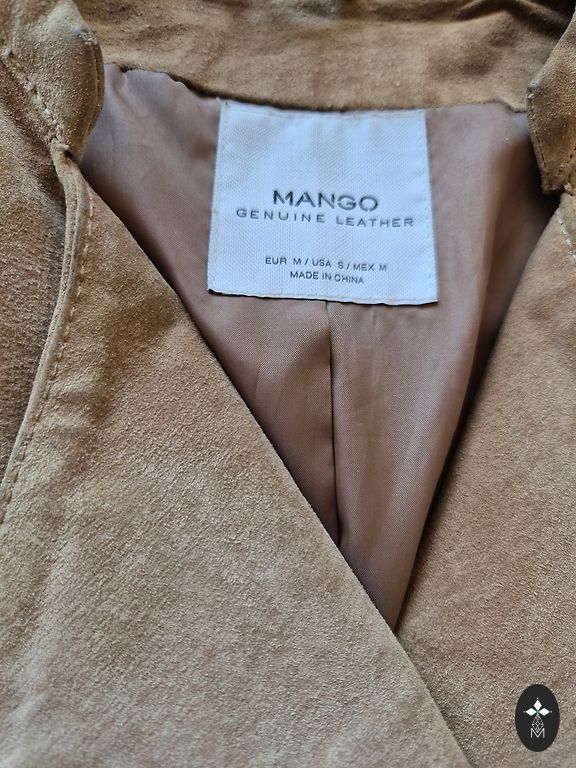 MANGO
GENUINE LEATHER
EUR M / USA S / MEX M
MADE IN CHINA
M